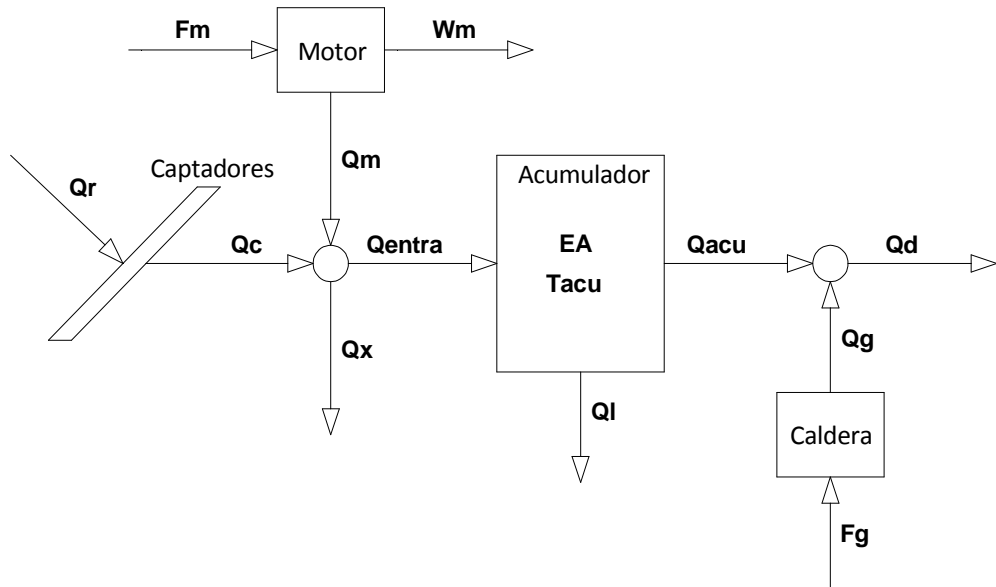 Fm
Wm
Motor
Qm
Captadores
Qr
Qc
Qentra
Acumulador
EA
Tacu
Qacu
Qd
Qx
Ql
Qg
Caldera
Fg